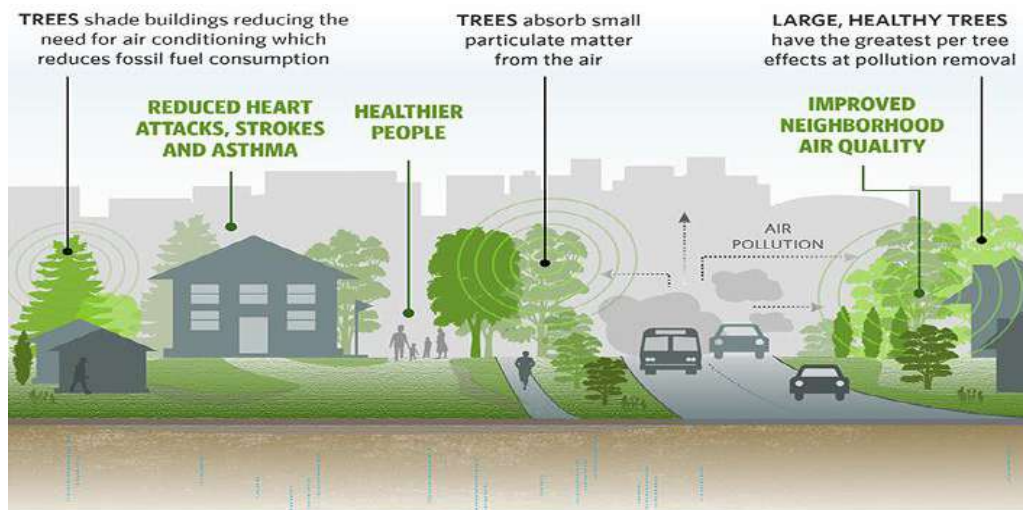 TREES shade buildings reducing the
need for air conditioning which
reduces fossil fuel consumption
TREES absorb small
particulate matter
from the air
LARGE, HEALTHY TREES
have the greatest per tree
effects at pollution removal
REDUCED HEART
ATTACKS, STROKES
AND ASTHMA
HEALTHIER
PEOPLE
IMPROVED
NEIGHBORHOOD
AIR QUALITY
AIR
POLLUTION